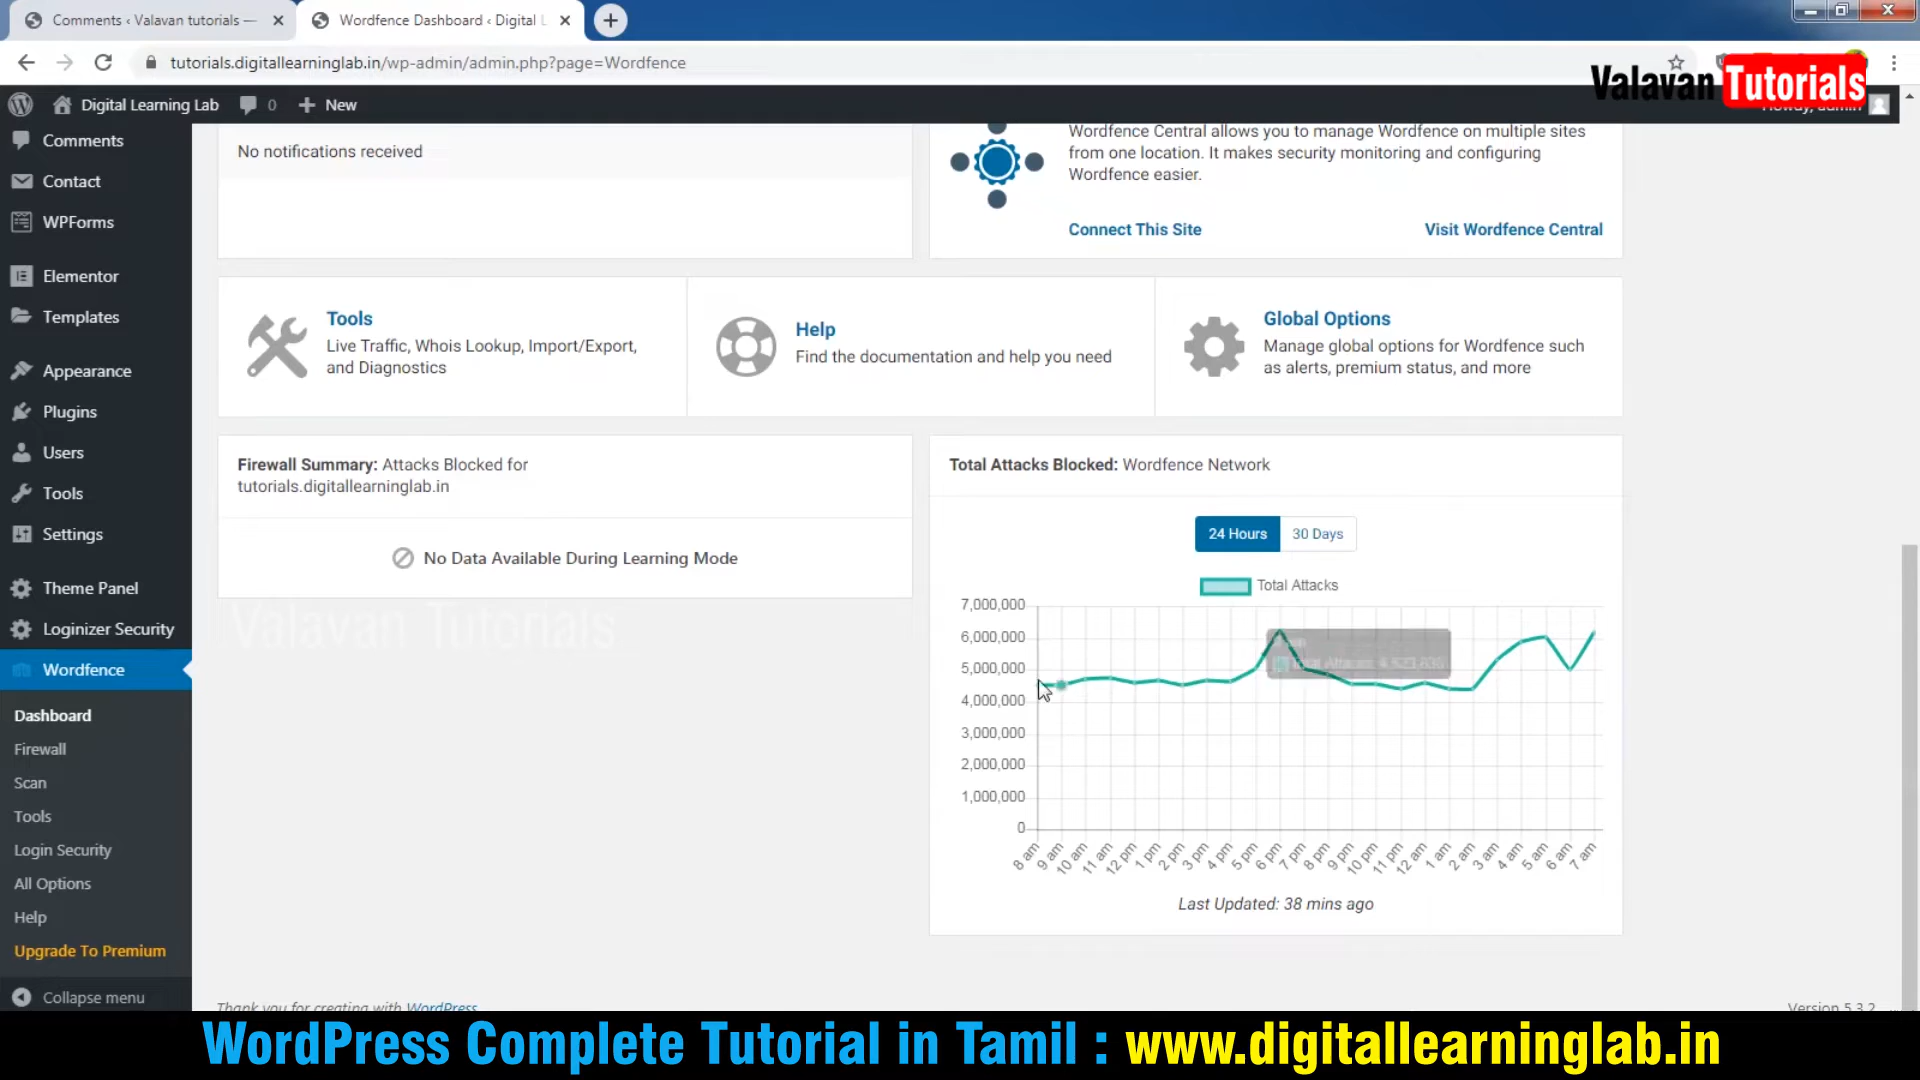 Comments ‹ Valavan tutorials —
Wordfence Dashboard ‹ Digital L
tutorials.digitallearninglab.in/wp-admin/admin.php?page=Wordfence
Valavan Tutorials
Digital Learning Lab
0
New
Comments
Contact
WPForms
Elementor
Templates
Appearance
Plugins
Users
Tools
Settings
Theme Panel
Loginizer Security
Wordfence
Dashboard
Firewall
Scan
Tools
Login Security
All Options
Help
Upgrade To Premium
Collapse menu
No notifications received
Wordfence Central allows you to manage Wordfence on multiple sites
from one location. It makes security monitoring and configuring
Wordfence easier.
Connect This Site
Visit Wordfence Central
Tools
Live Traffic, Whois Lookup, Import/Export,
and Diagnostics
Help
Find the documentation and help you need
Global Options
Manage global options for Wordfence such
as alerts, premium status, and more
Firewall Summary: Attacks Blocked for
tutorials.digitallearninglab.in
No Data Available During Learning Mode
Valavan Tutorials
Total Attacks Blocked: Wordfence Network
24 Hours
30 Days
Total Attacks
7,000,000
6,000,000
5,000,000
4,000,000
3,000,000
2,000,000
1,000,000
0
8 am
9 am
10 am
11 am
12 pm
1 pm
2 pm
3 pm
4 pm
5 pm
6 pm
7 pm
8 pm
9 pm
10 pm
11 pm
12 am
1 am
2 am
3 am
4 am
5 am
6 am
7 am
Last Updated: 38 mins ago
Thank you for creating with WordPress
Version 5.3.2
WordPress Complete Tutorial in Tamil : www.digitallearninglab.in